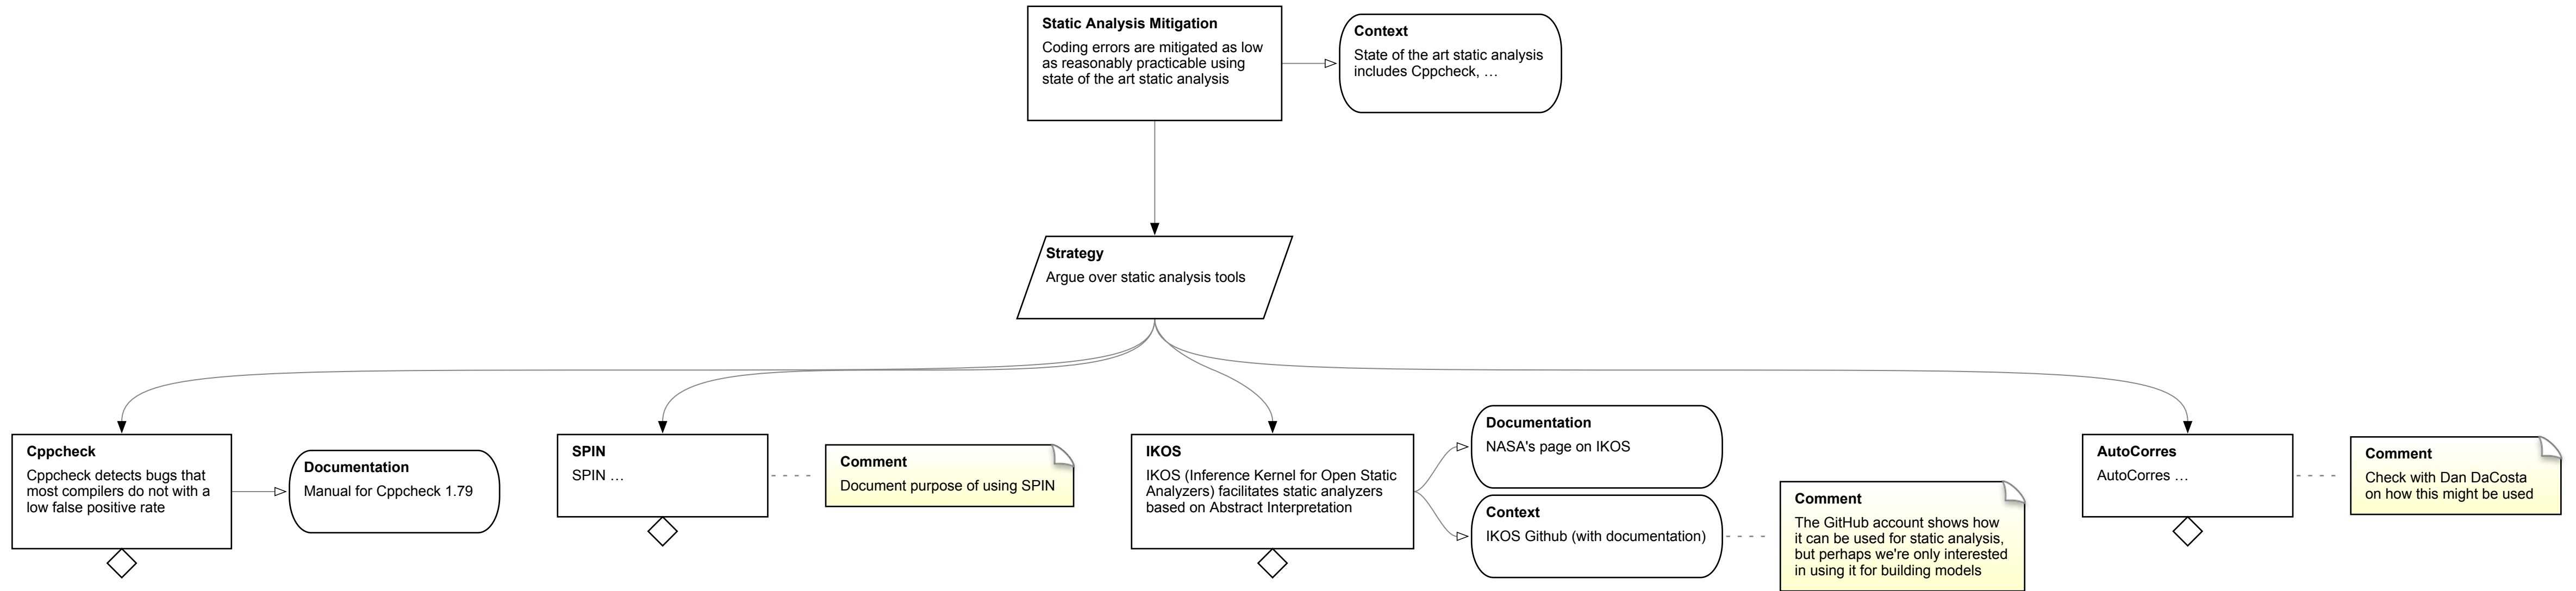 Static Analysis Mitigation
Coding errors are mitigated as low
as reasonably practicable using
state of the art static analysis
Context
State of the art static analysis
includes Cppcheck, …
Strategy
Argue over static analysis tools
Cppcheck
Cppcheck detects bugs that
most compilers do not with a
low false positive rate
Documentation
Manual for Cppcheck 1.79
SPIN
SPIN …
Comment
Document purpose of using SPIN
IKOS
IKOS (Inference Kernel for Open Static
Analyzers) facilitates static analyzers
based on Abstract Interpretation
Documentation
NASA's page on IKOS
Context
IKOS Github (with documentation)
Comment
The GitHub account shows how
it can be used for static analysis,
but perhaps we're only interested
in using it for building models
AutoCorres
AutoCorres …
Comment
Check with Dan DaCosta
on how this might be used